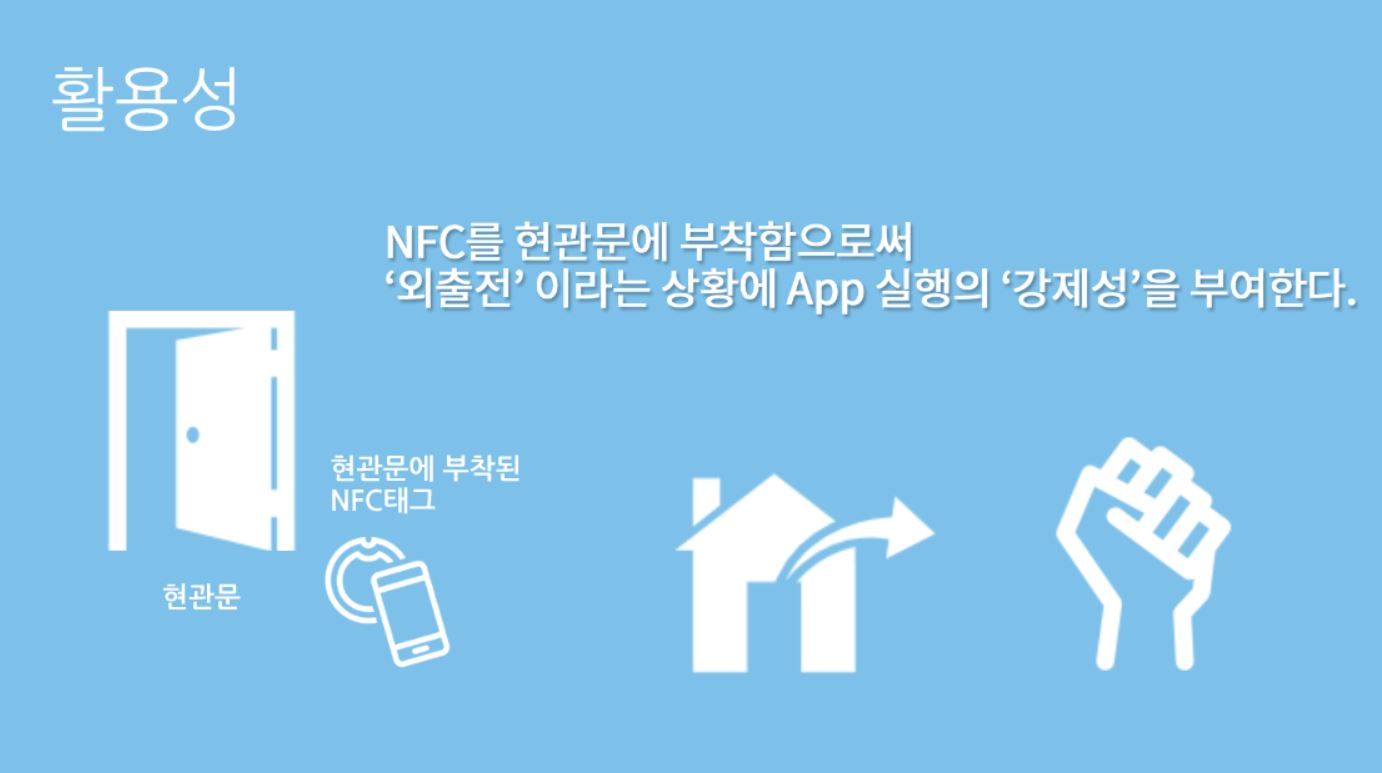 활용성
NFC를 현관문에 부착함으로써
‘외출전’ 이라는 상황에 App 실행의 ‘강제성’을 부여한다.
현관문에 부착된
NFC태그
현관문